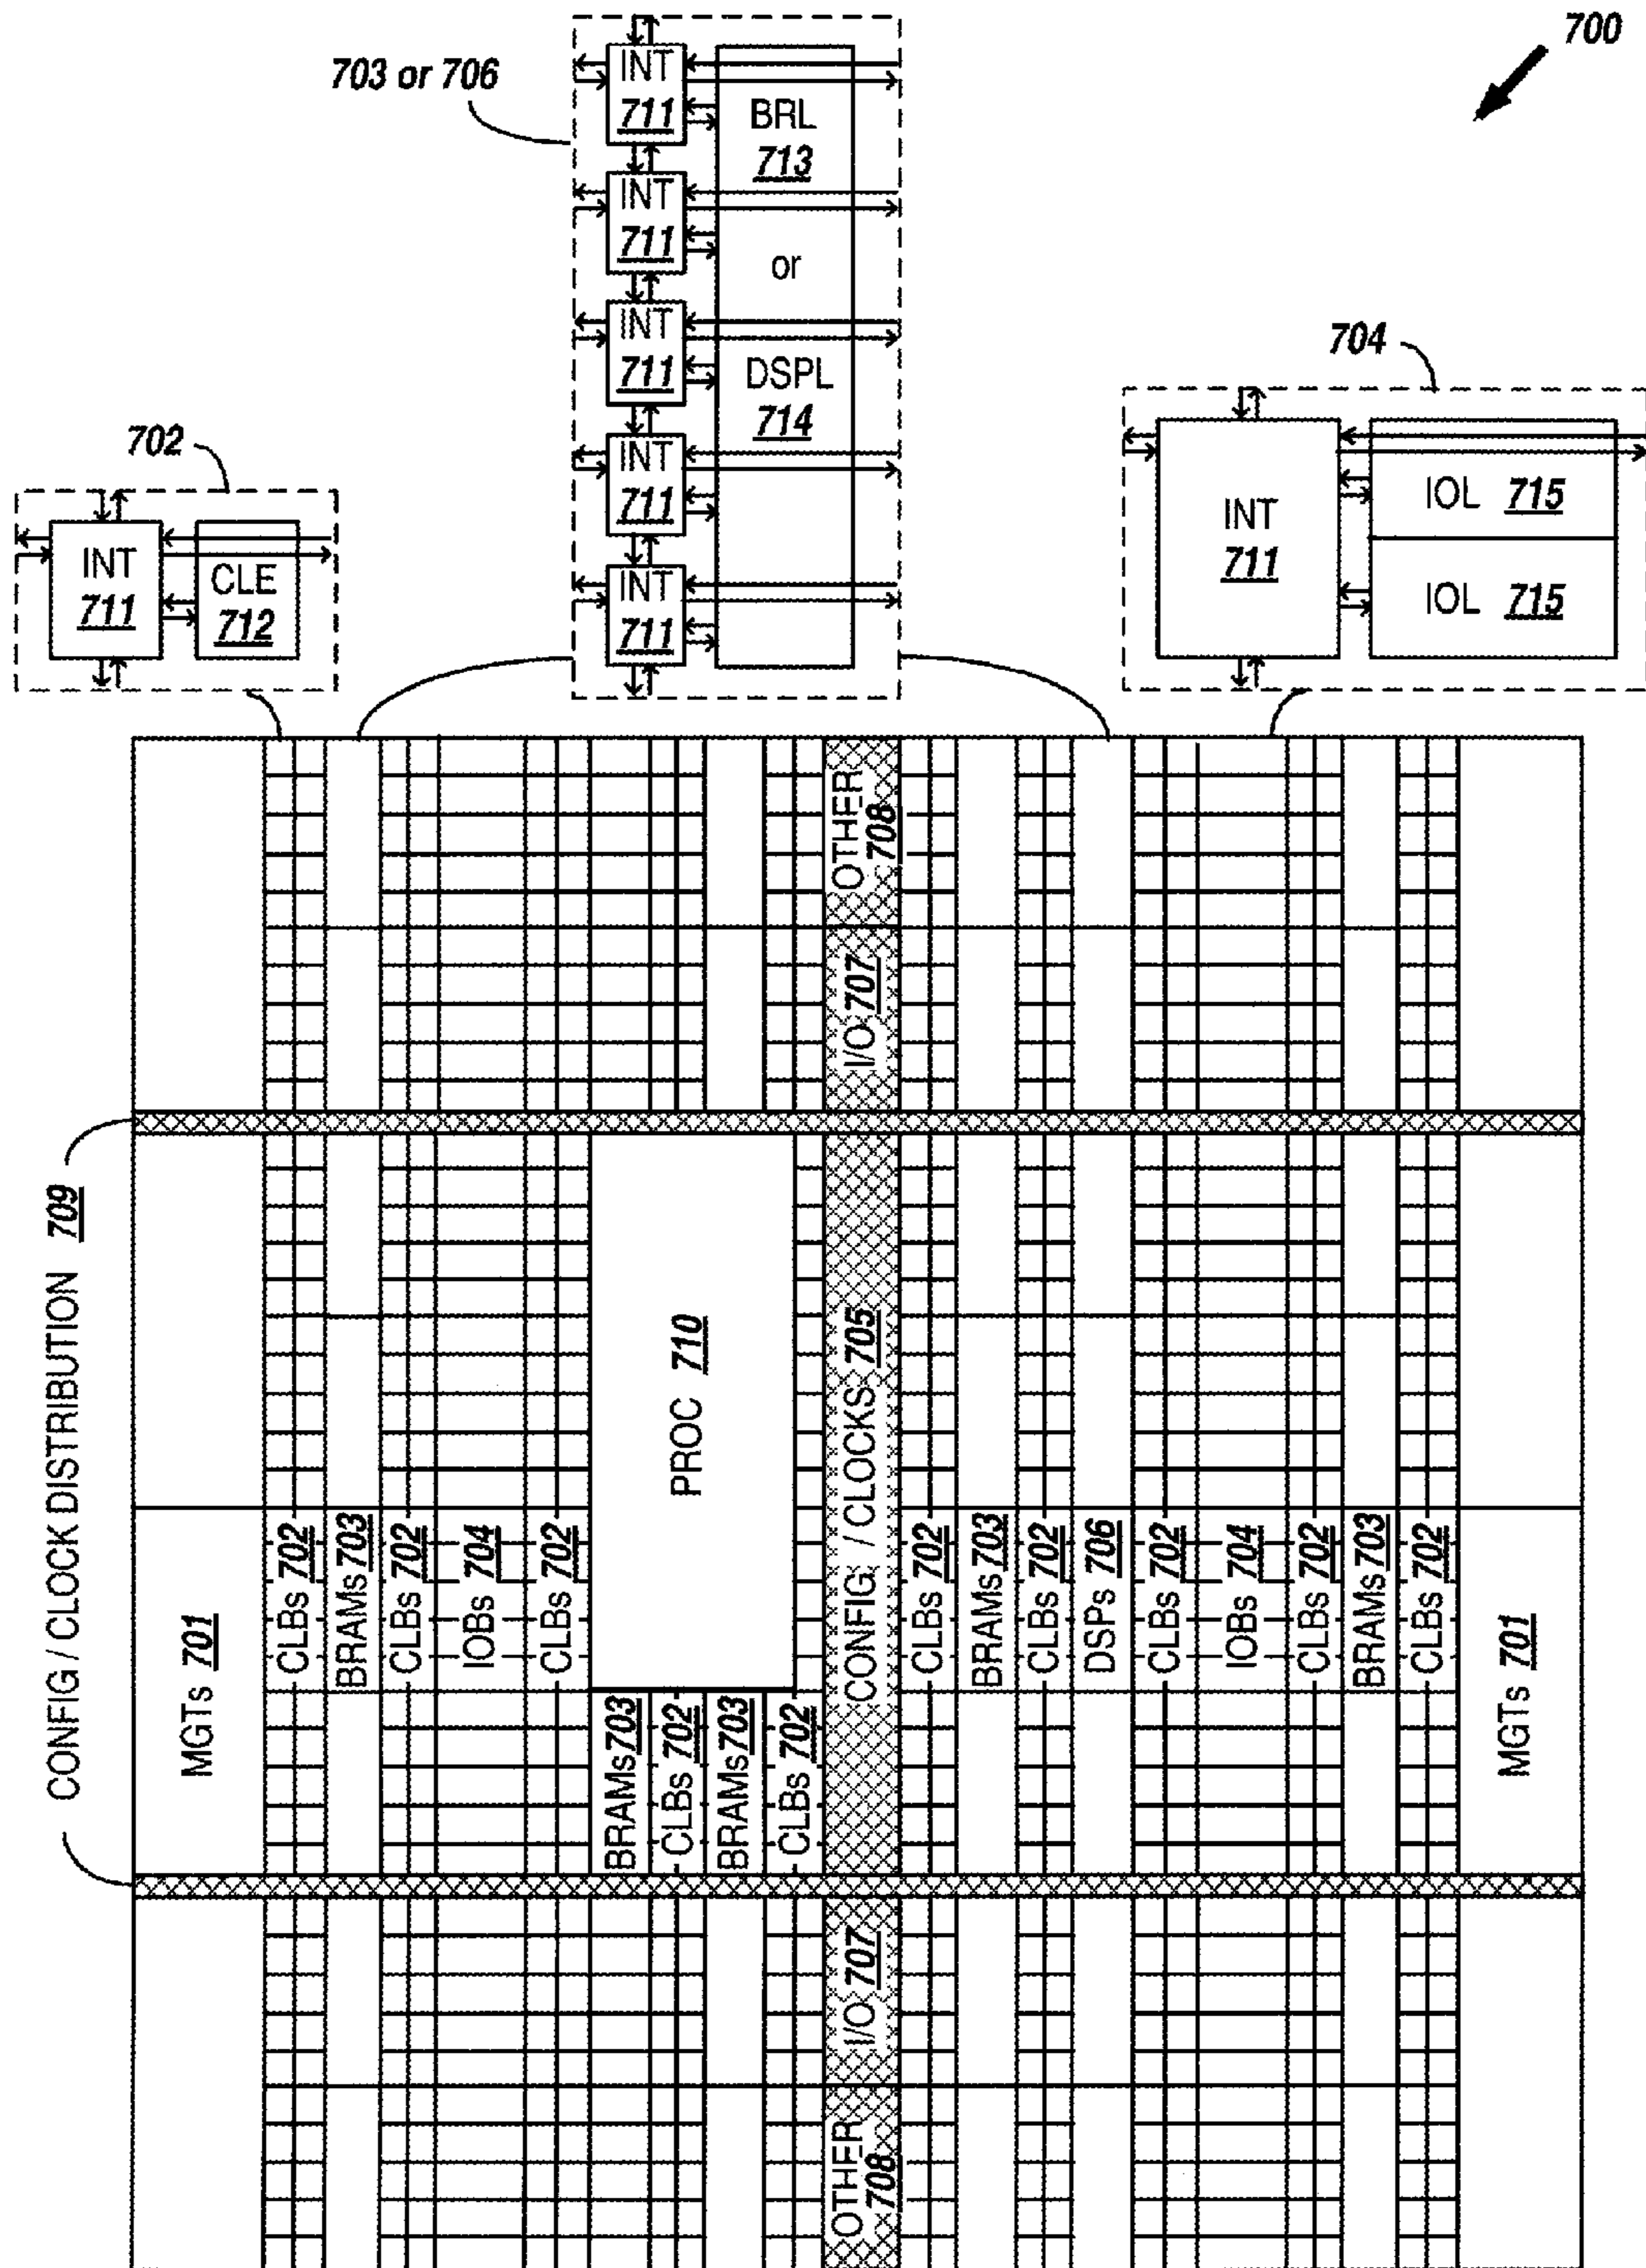 700
703 or 706
INT
711
INT
711
INT
711
INT
711
INT
711
BRL
713
or
DSPL
714
704
INT
711
IOL 715
IOL 715
702
INT
711
CLE
712
OTHER
708
I/O 707
CONFIG / CLOCK DISTRIBUTION 709
PROC 710
CONFIG / CLOCKS 705
MGTs 701
CLBs 702
BRAMs 703
CLBs 702
IOBs 704
CLBs 702
BRAMs 703
CLBs 702
BRAMs 703
CLBs 702
CLBs 702
BRAMs 703
CLBs 702
DSPs 706
CLBs 702
IOBs 704
CLBs 702
BRAMs 703
CLBs 702
MGTs 701
I/O 707
OTHER
708